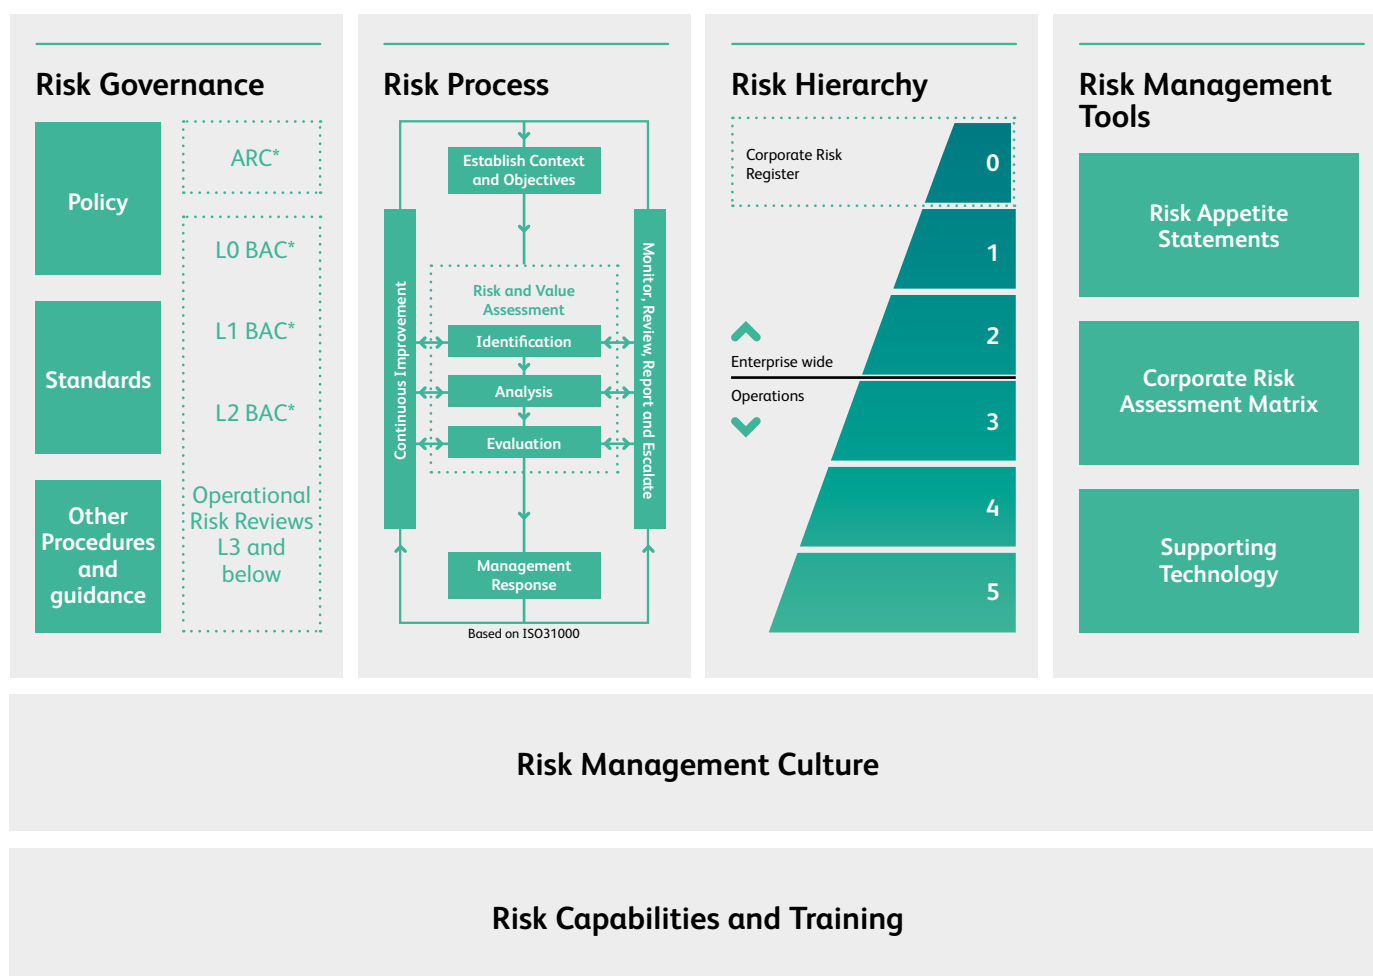 Risk Governance
Policy
Standards
Other
Procedures
and
guidance
ARC*
L0 BAC*
L1 BAC*
L2 BAC*
Operational
Risk Reviews
L3 and
below
Risk Process
Establish Context
and Objectives
Continuous Improvement
Risk and Value
Assessment
Identification
Analysis
Evaluation
Monitor, Review, Report and Escalate
Management
Response
Based on ISO31000
Risk Hierarchy
Corporate Risk
Register
0
1
2
Enterprise wide
Operations
3
4
5
Risk Management
Tools
Risk Appetite
Statements
Corporate Risk
Assessment Matrix
Supporting
Technology
Risk Management Culture
Risk Capabilities and Training